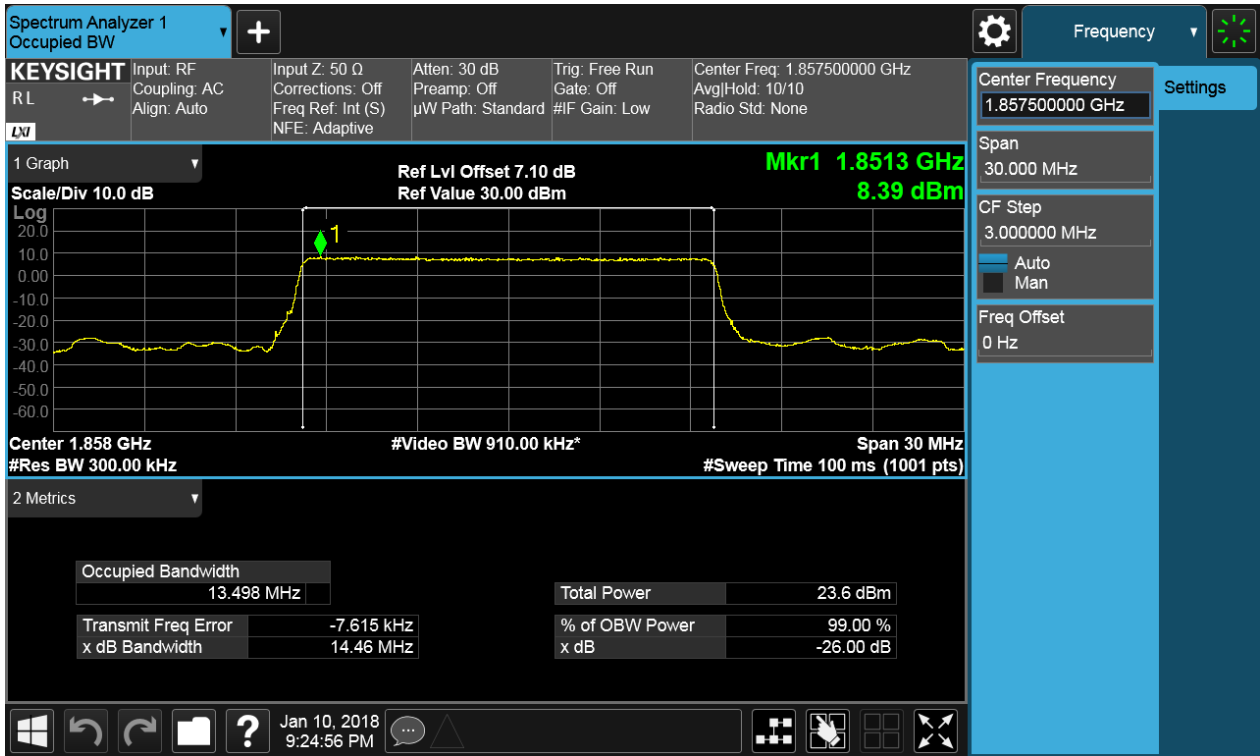 Spectrum Analyzer 1
Occupied BW
+
Frequency
KEYSIGHT
RL
LXI
Input: RF
Coupling: AC
Align: Auto
Input Z: 50 Ω
Corrections: Off
Freq Ref: Int (S)
NFE: Adaptive
Atten: 30 dB
Preamp: Off
µW Path: Standard
Trig: Free Run
Gate: Off
#IF Gain: Low
Center Freq: 1.857500000 GHz
Avg|Hold: 10/10
Radio Std: None
Center Frequency
1.857500000 GHz
Settings
Span
30.000 MHz
CF Step
3.000000 MHz
Auto
Man
Freq Offset
0 Hz
1 Graph
Scale/Div 10.0 dB
Ref Lvl Offset 7.10 dB
Ref Value 30.00 dBm
Mkr1 1.8513 GHz
8.39 dBm
Log
20.0
10.0
0.00
-10.0
-20.0
-30.0
-40.0
-50.0
-60.0
1
Center 1.858 GHz
#Res BW 300.00 kHz
#Video BW 910.00 kHz*
Span 30 MHz
#Sweep Time 100 ms (1001 pts)
2 Metrics
Occupied Bandwidth
13.498 MHz
Transmit Freq Error -7.615 kHz
x dB Bandwidth 14.46 MHz
Total Power 23.6 dBm
% of OBW Power 99.00 %
x dB -26.00 dB
?
Jan 10, 2018
9:24:56 PM